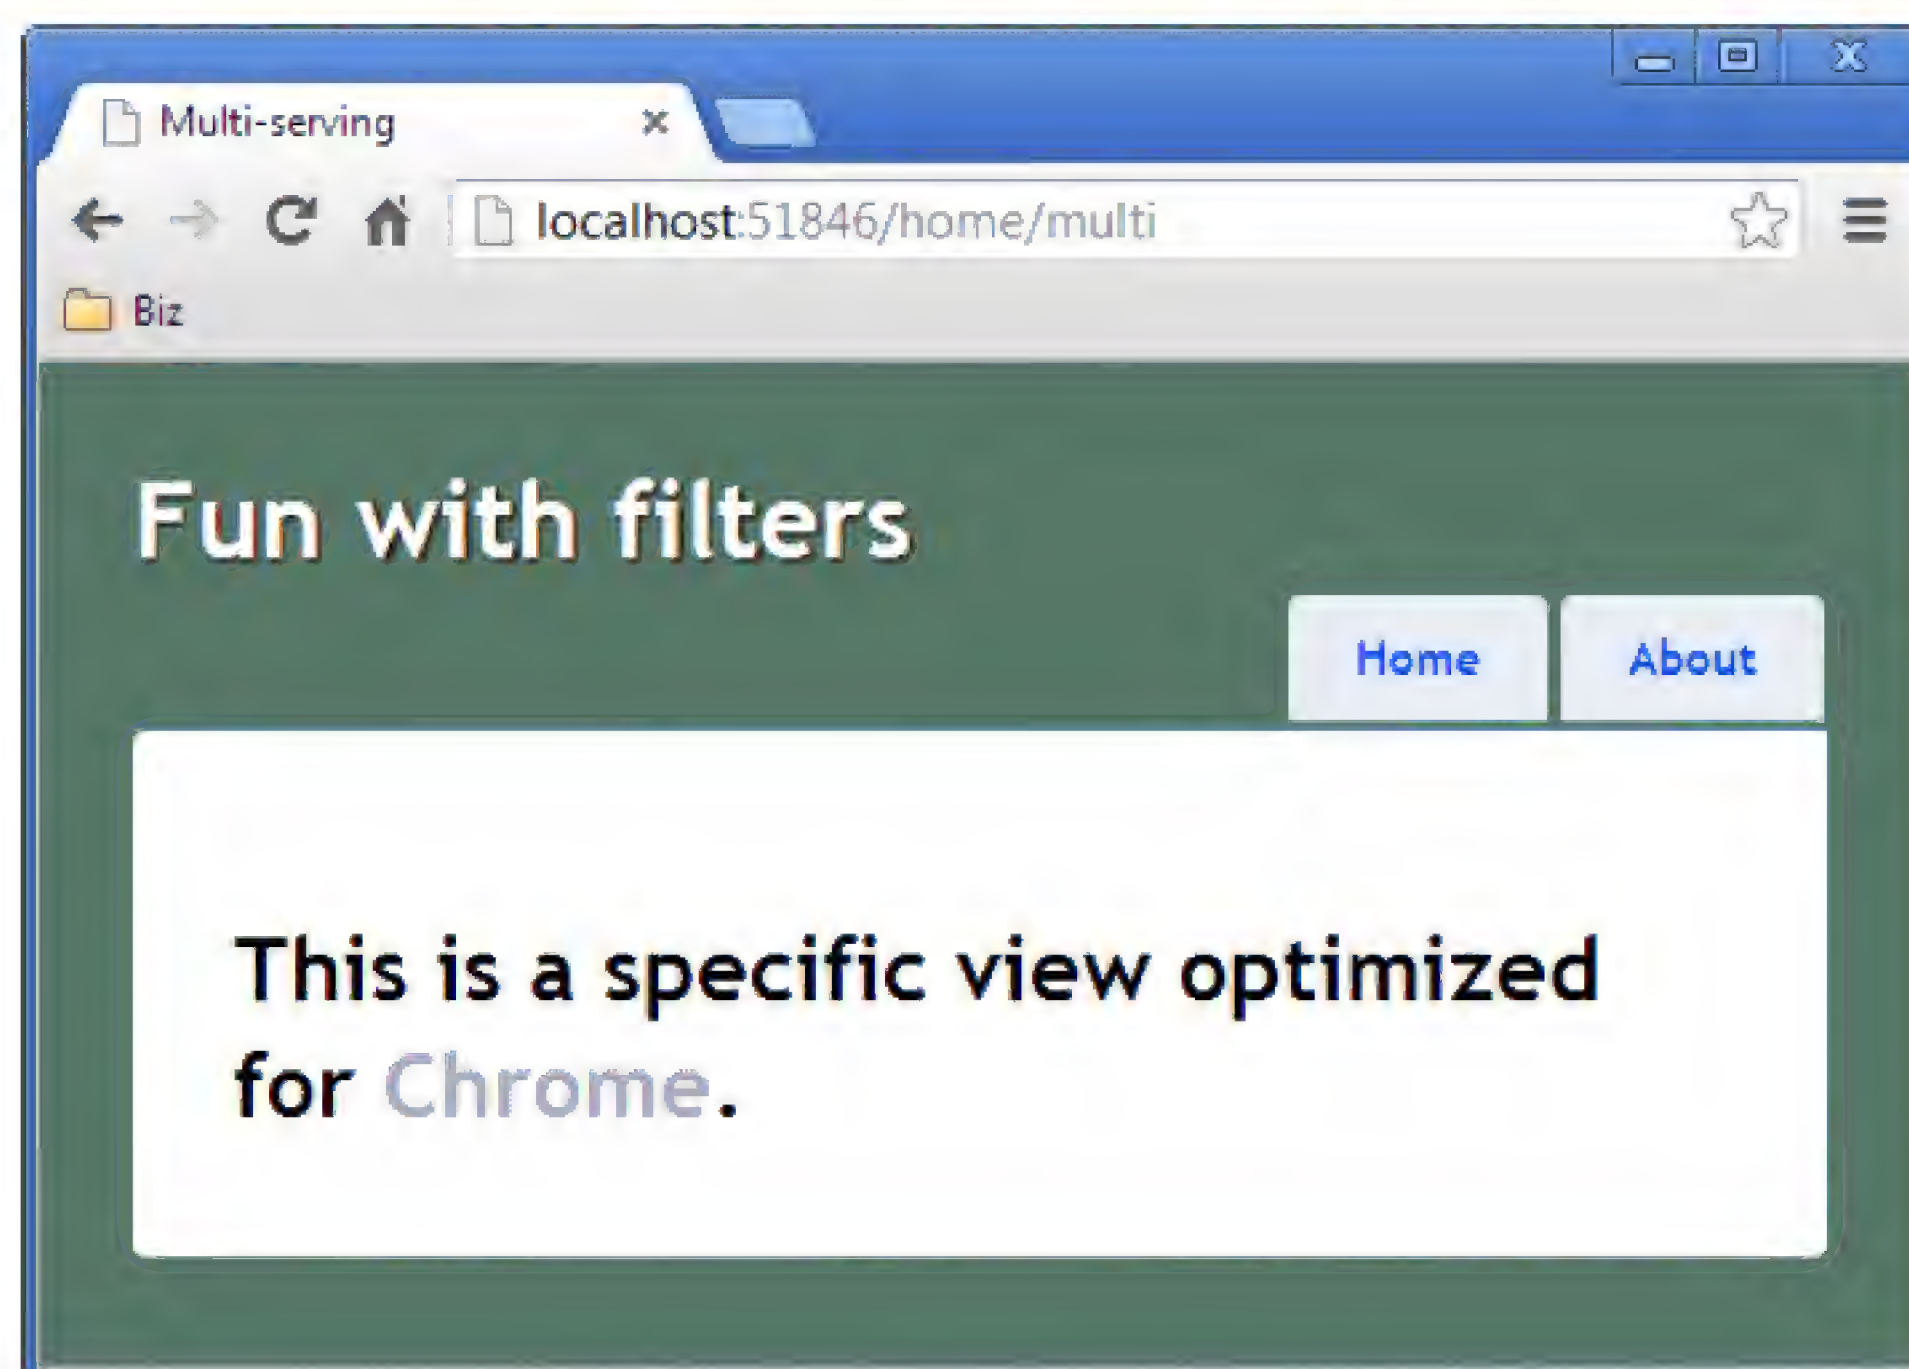 Multi-serving
localhost:51846/home/multi
Biz
Fun with filters
Home About
This is a specific view optimized
for Chrome.